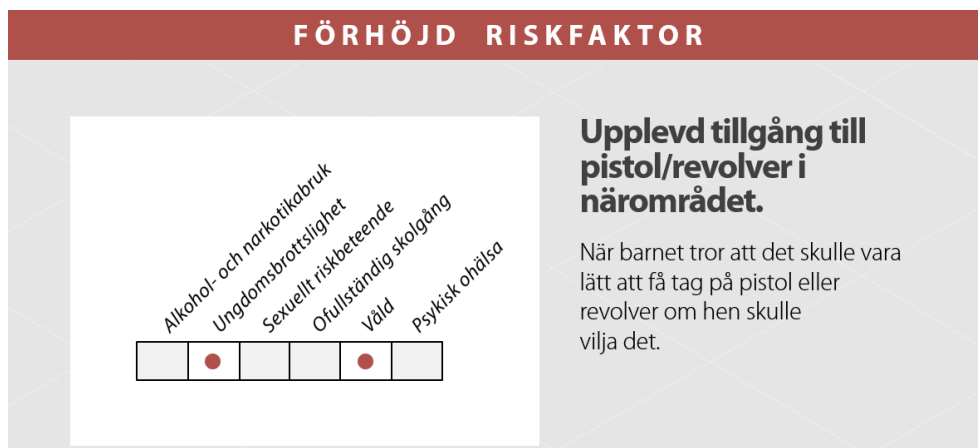 FÖRHÖJD RISKFAKTOR
Alkohol- och narkotikabruk
Ungdomsbrottslighet
Sexuellt riskbeteende
Ofullständig skolgång
Våld
Psykisk ohälsa
Upplevd tillgång till
pistol/revolver i
närområdet.
När barnet tror att det skulle vara
lätt att få tag på pistol eller
revolver om hen skulle
vilja det.